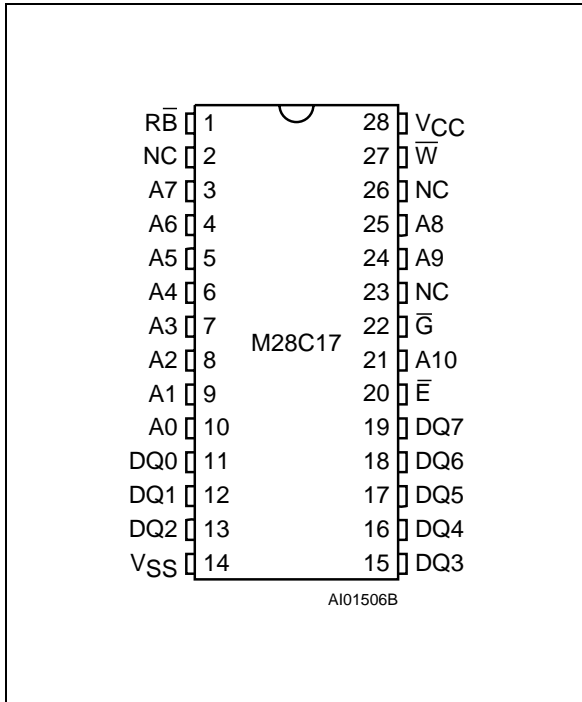 RB̅ 1 28 VCC
NC 2 27 W̅
A7 3 26 NC
A6 4 25 A8
A5 5 24 A9
A4 6 23 NC
A3 7 22 G̅
A2 8 21 A10
A1 9 20 E̅
A0 10 19 DQ7
DQ0 11 18 DQ6
DQ1 12 17 DQ5
DQ2 13 16 DQ4
VSS 14 15 DQ3
M28C17
AI01506B